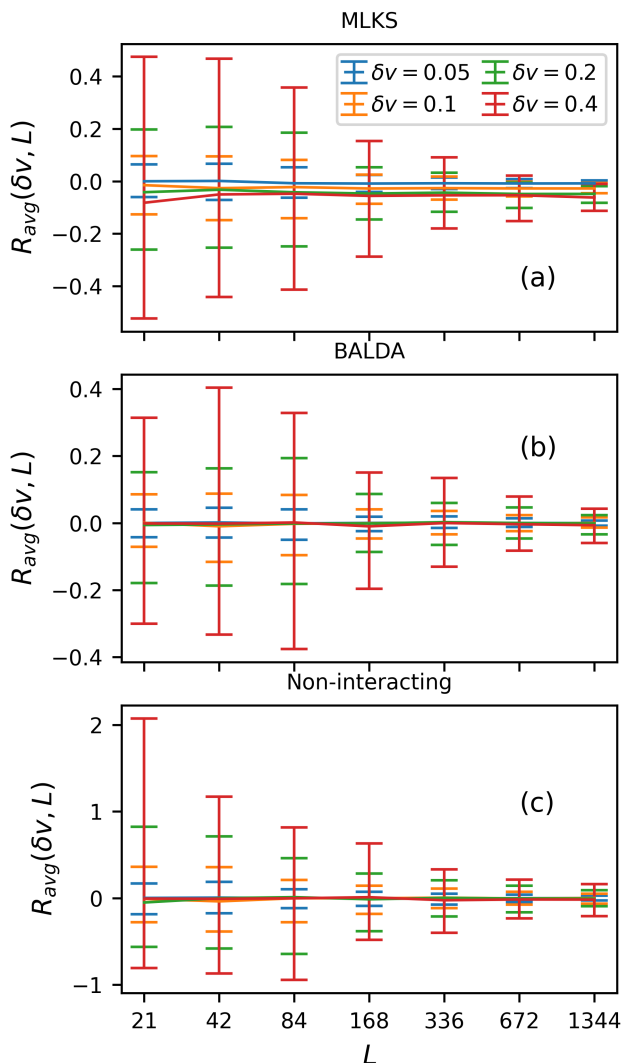 MLKS
0.4
0.2
0.0
−0.2
−0.4
R_avg(δv, L)
δv = 0.05
δv = 0.2
δv = 0.1
δv = 0.4
(a)
BALDA
0.4
0.2
0.0
−0.2
−0.4
R_avg(δv, L)
(b)
Non-interacting
2
1
0
−1
R_avg(δv, L)
(c)
21 42 84 168 336 672 1344
L